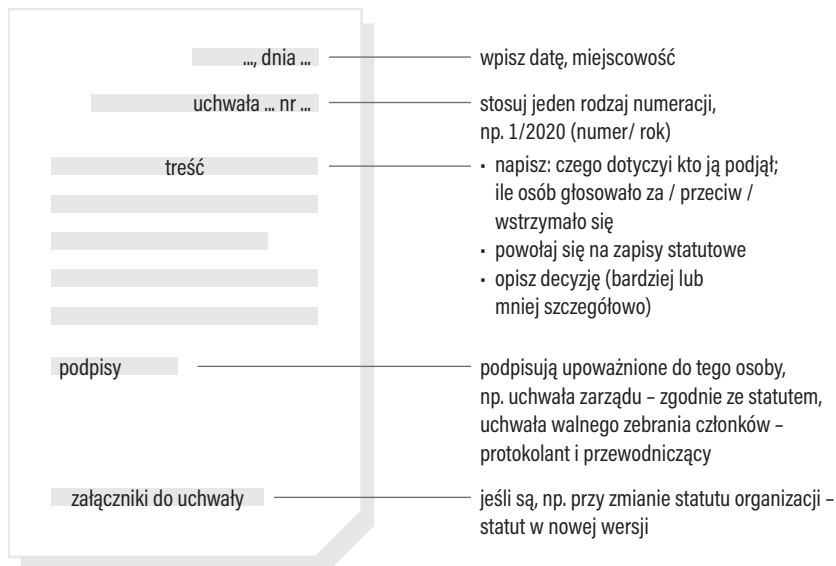 ..., dnia ...
wpisz datę, miejscowość
uchwała ... nr ...
stosuj jeden rodzaj numeracji,
np. 1/2020 (numer/ rok)
treść
· napisz: czego dotyczyi kto ją podjął;
ile osób głosowało za / przeciw /
wstrzymało się
· powołaj się na zapisy statutowe
· opisz decyzję (bardziej lub
mniej szczegółowo)
podpisy
podpisują upoważnione do tego osoby,
np. uchwała zarządu – zgodnie ze statutem,
uchwała walnego zebrania członków –
protokolant i przewodniczący
załączniki do uchwały
jeśli są, np. przy zmianie statutu organizacji –
statut w nowej wersji